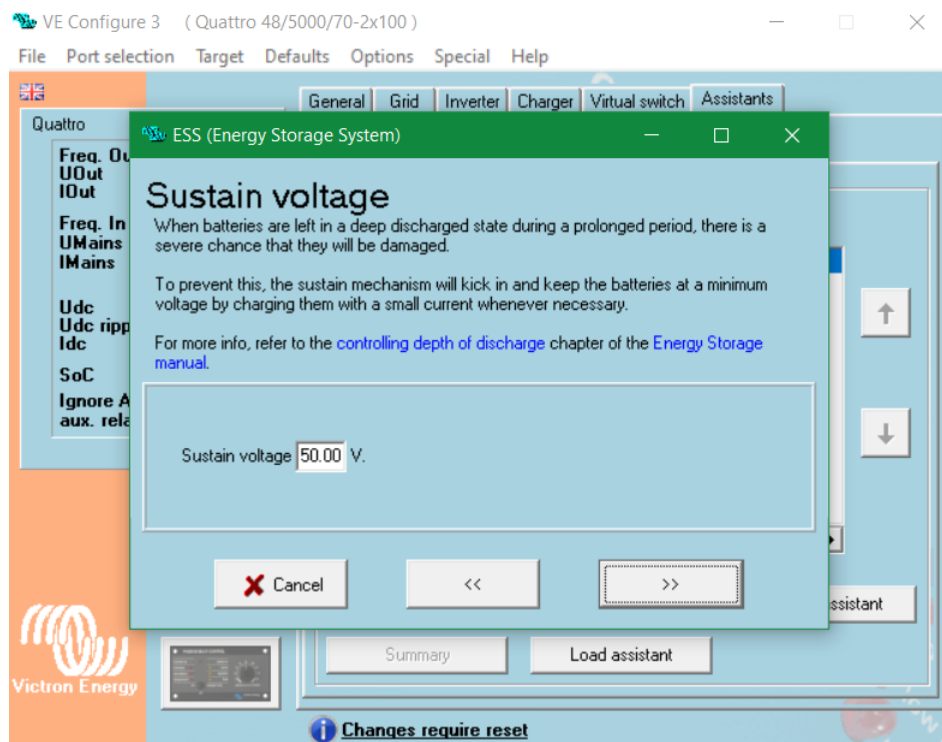 VE Configure 3 ( Quattro 48/5000/70-2x100 )
File Port selection Target Defaults Options Special Help
General Grid Inverter Charger Virtual switch Assistants
Quattro
ESS (Energy Storage System)
Freq. Ou
UOut
IOut
Freq. In
UMains
IMains
Udc
Udc ripp
Idc
SoC
Ignore A
aux. rela
Sustain voltage
When batteries are left in a deep discharged state during a prolonged period, there is a
severe chance that they will be damaged.
To prevent this, the sustain mechanism will kick in and keep the batteries at a minimum
voltage by charging them with a small current whenever necessary.
For more info, refer to the controlling depth of discharge chapter of the Energy Storage
manual.
Sustain voltage 50.00 V.
Cancel << >>
ssistant
Summary Load assistant
Victron Energy
Changes require reset